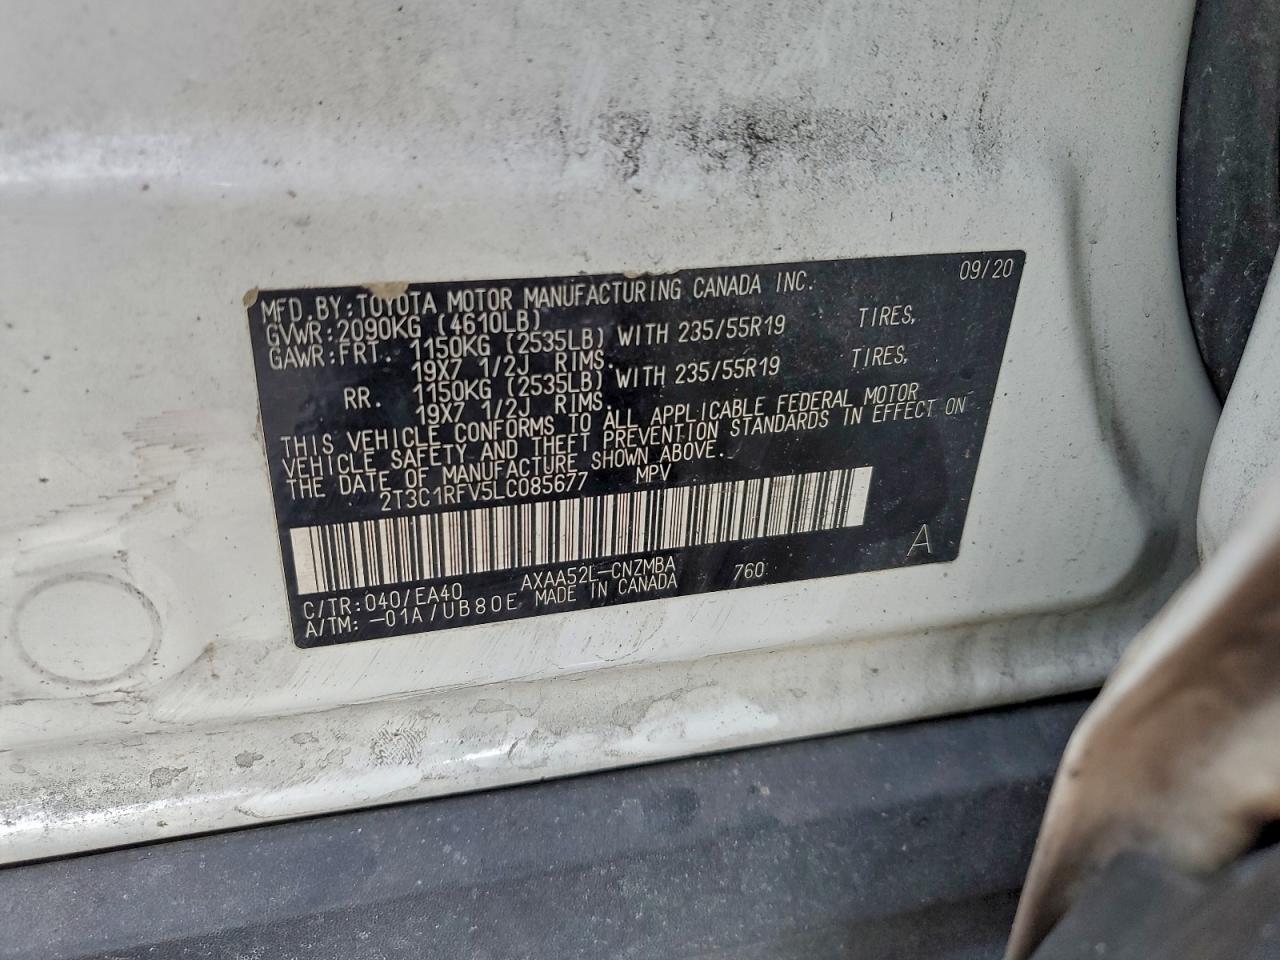 09/20
MFD.BY:TOYOTA MOTOR MANUFACTURING CANADA INC.
GVWR:2090KG (4610LB)
GAWR:FRT. 1150KG (2535LB) WITH 235/55R19 TIRES,
19X7 1/2J RIMS.
RR. 1150KG (2535LB) WITH 235/55R19 TIRES,
19X7 1/2J RIMS.
THIS VEHICLE CONFORMS TO ALL APPLICABLE FEDERAL MOTOR
VEHICLE SAFETY AND THEFT PREVENTION STANDARDS IN EFFECT ON
THE DATE OF MANUFACTURE SHOWN ABOVE.
2T3C1RFV5LC085677 MPV
A
C/TR:040/EA40 AXAA52L-CNZMBA 760
A/TM: -01A/UB80E MADE IN CANADA